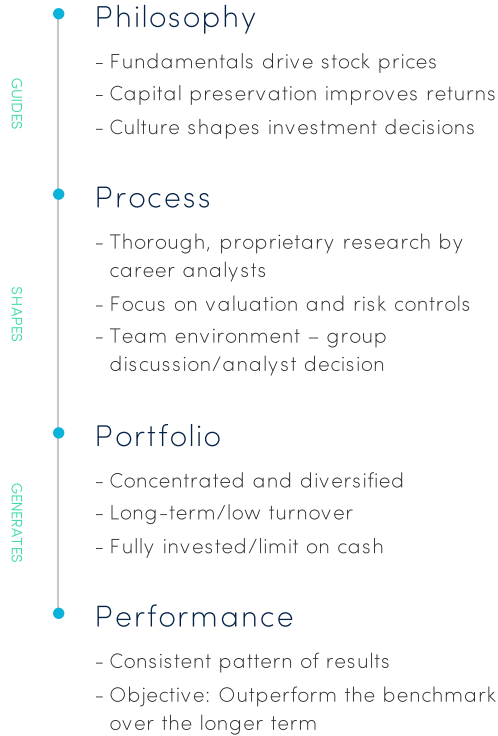 Philosophy
- Fundamentals drive stock prices
- Capital preservation improves returns
- Culture shapes investment decisions
GUIDES
Process
- Thorough, proprietary research by
career analysts
- Focus on valuation and risk controls
- Team environment – group
discussion/analyst decision
SHAPES
Portfolio
- Concentrated and diversified
- Long-term/low turnover
- Fully invested/limit on cash
GENERATES
Performance
- Consistent pattern of results
- Objective: Outperform the benchmark
over the longer term